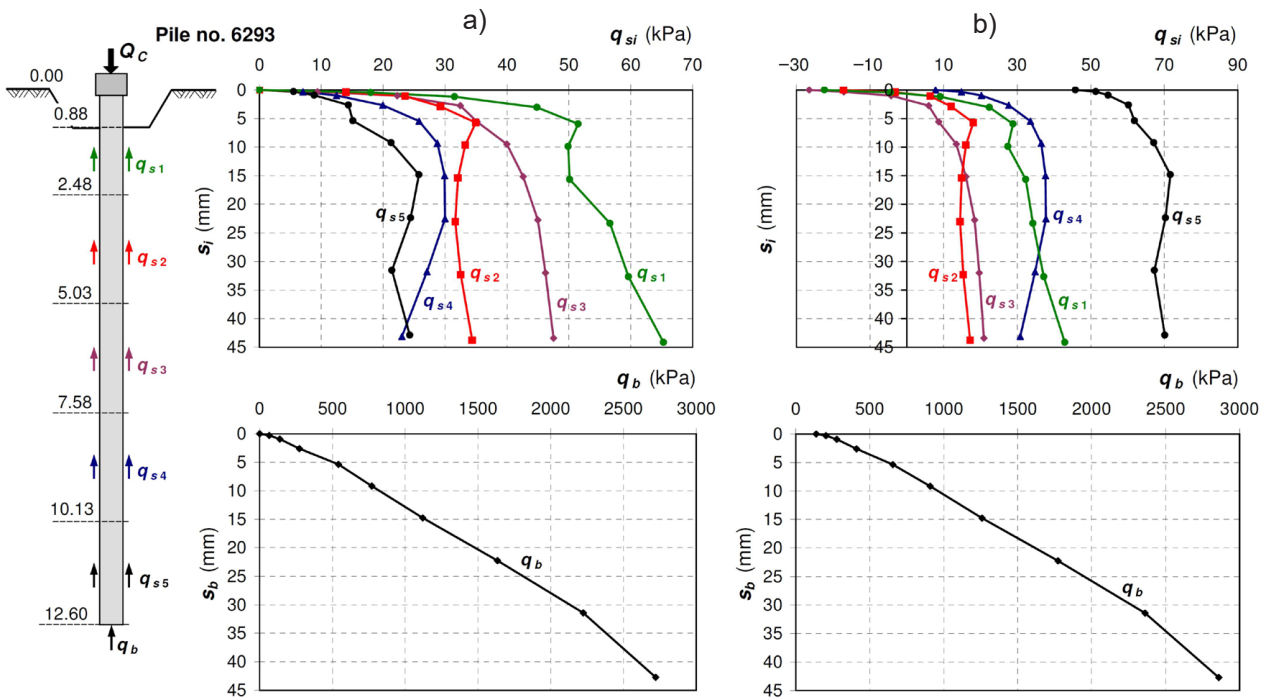 Pile no. 6293
Q_C
0.00
0.88
q_s1
2.48
q_s2
5.03
q_s3
7.58
q_s4
10.13
q_s5
12.60
q_b
a)
q_si (kPa)
0 10 20 30 40 50 60 70
s_i (mm)
0
5
10
15
20
25
30
35
40
45
q_s5
q_s4
q_s2
q_s3
q_s1
b)
q_si (kPa)
−30 −10 10 30 50 70 90
s_i (mm)
0
5
10
15
20
25
30
35
40
45
q_s4
q_s5
q_s2
q_s3
q_s1
q_b (kPa)
0 500 1000 1500 2000 2500 3000
s_b (mm)
0
5
10
15
20
25
30
35
40
45
q_b
q_b (kPa)
0 500 1000 1500 2000 2500 3000
s_b (mm)
0
5
10
15
20
25
30
35
40
45
q_b